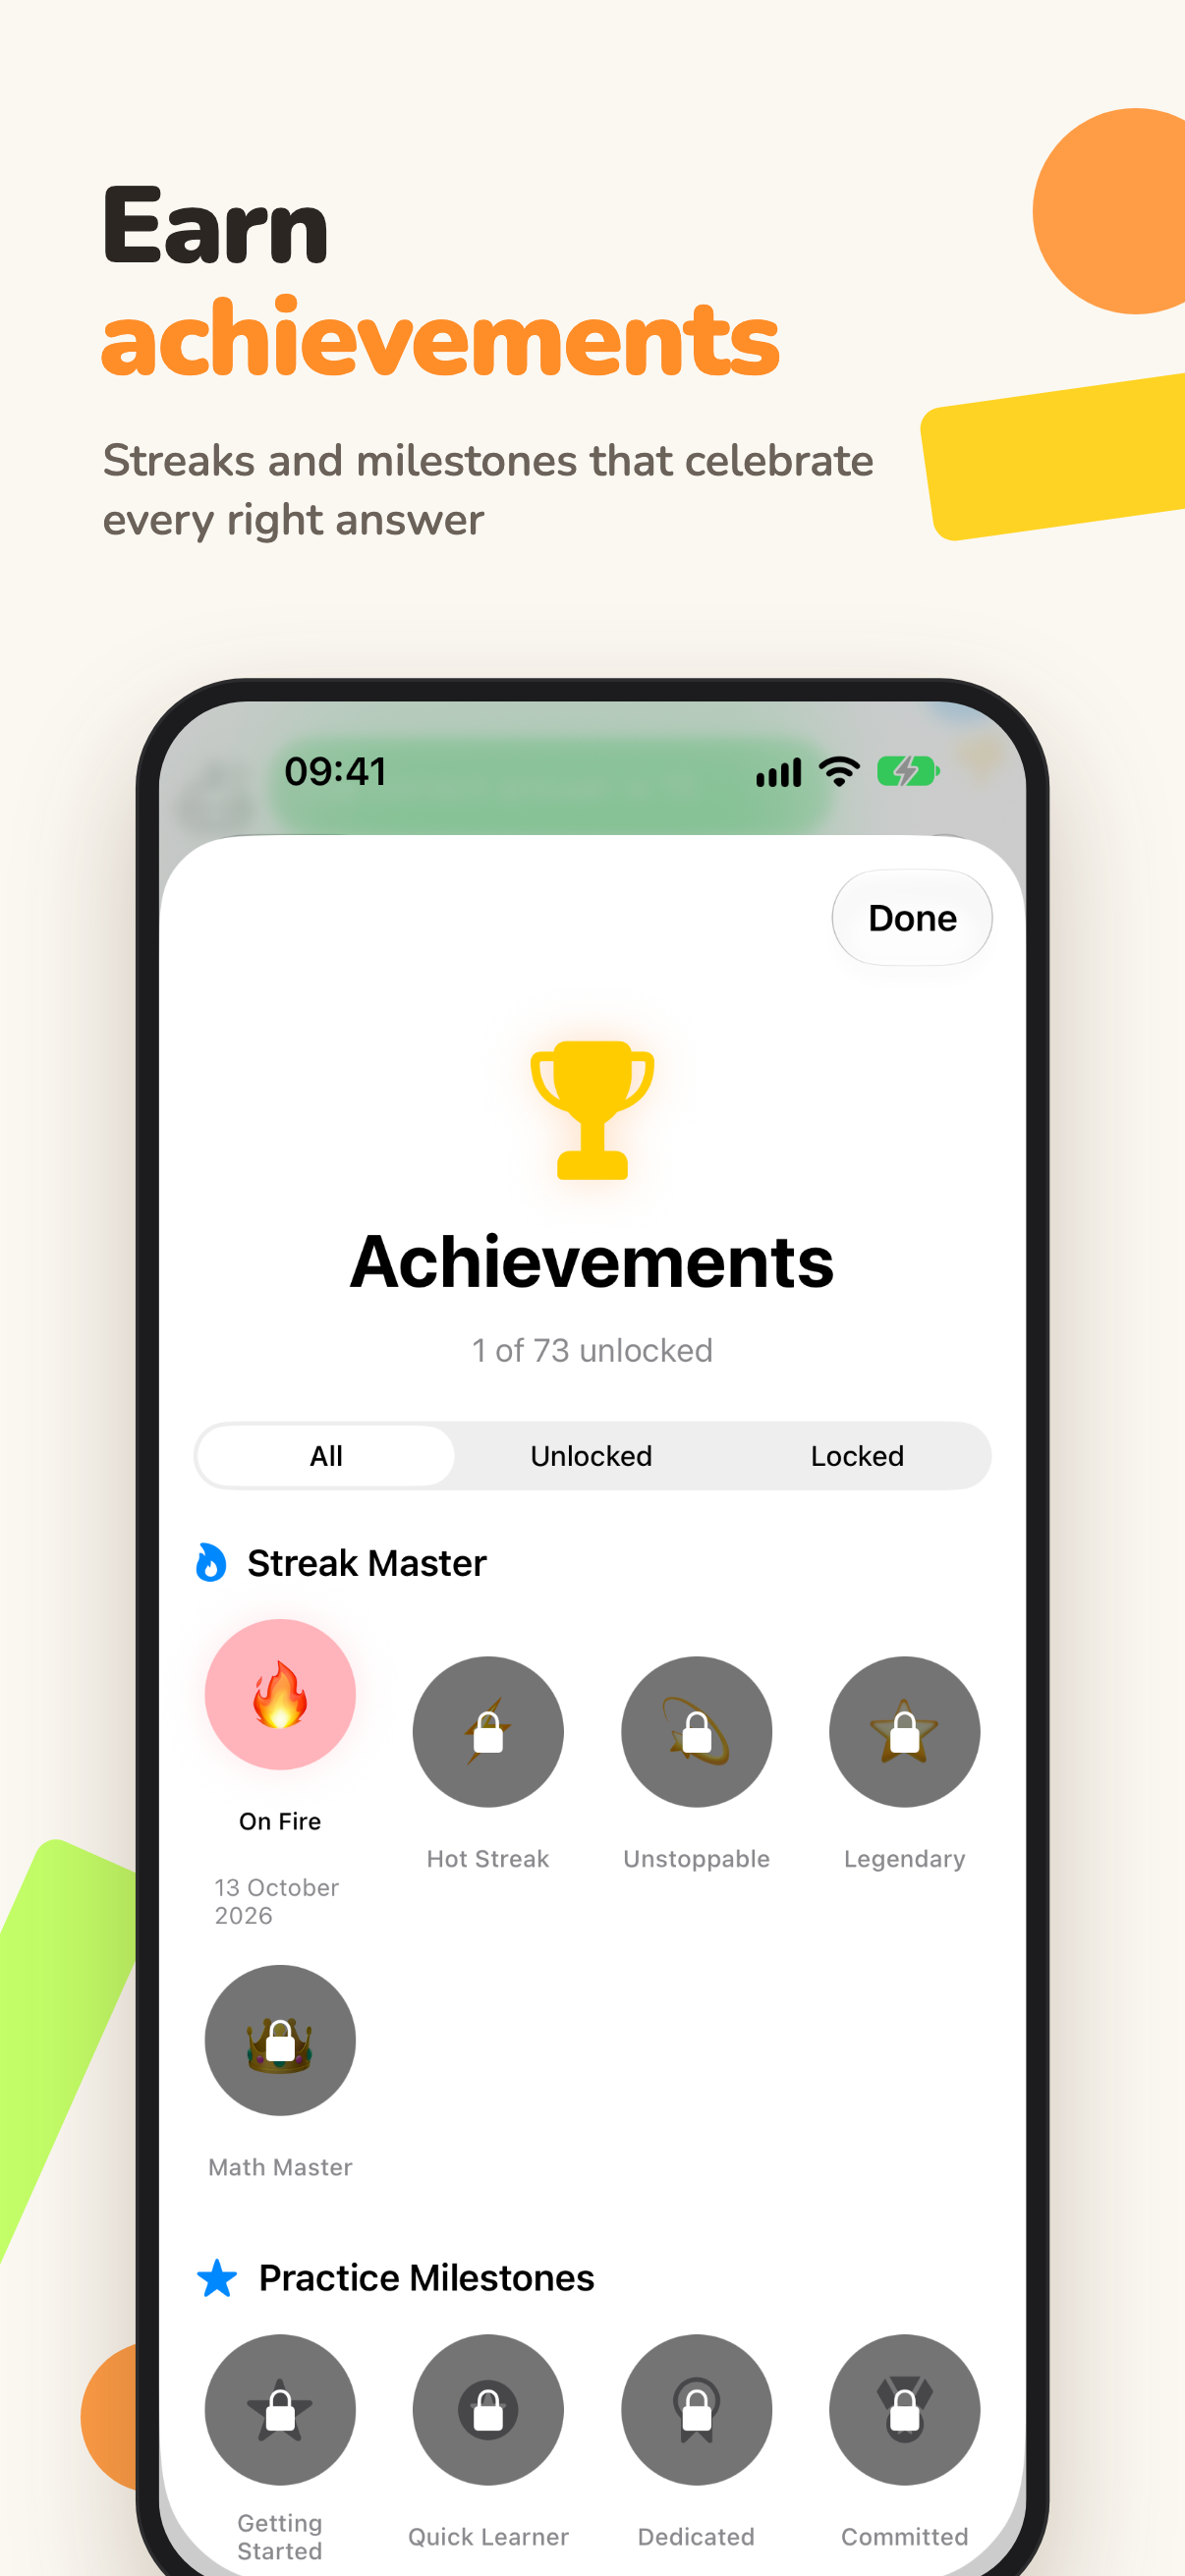 Earn
achievements
Streaks and milestones that celebrate
every right answer
09:41
Done
Achievements
1 of 73 unlocked
All
Unlocked
Locked
Streak Master
On Fire
13 October
2026
Hot Streak
Unstoppable
Legendary
Math Master
Practice Milestones
Getting
Started
Quick Learner
Dedicated
Committed